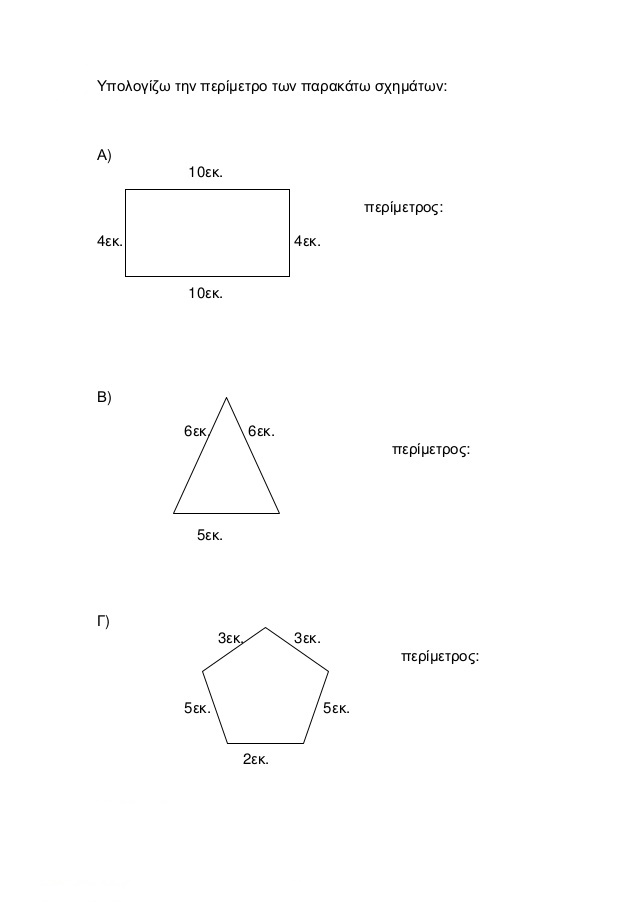 Υπολογίζω την περίμετρο των παρακάτω σχημάτων:
Α)
10εκ.
περίμετρος:
4εκ.
4εκ.
10εκ.
Β)
6εκ.
6εκ.
περίμετρος:
5εκ.
Γ)
3εκ.
3εκ.
περίμετρος:
5εκ.
5εκ.
2εκ.